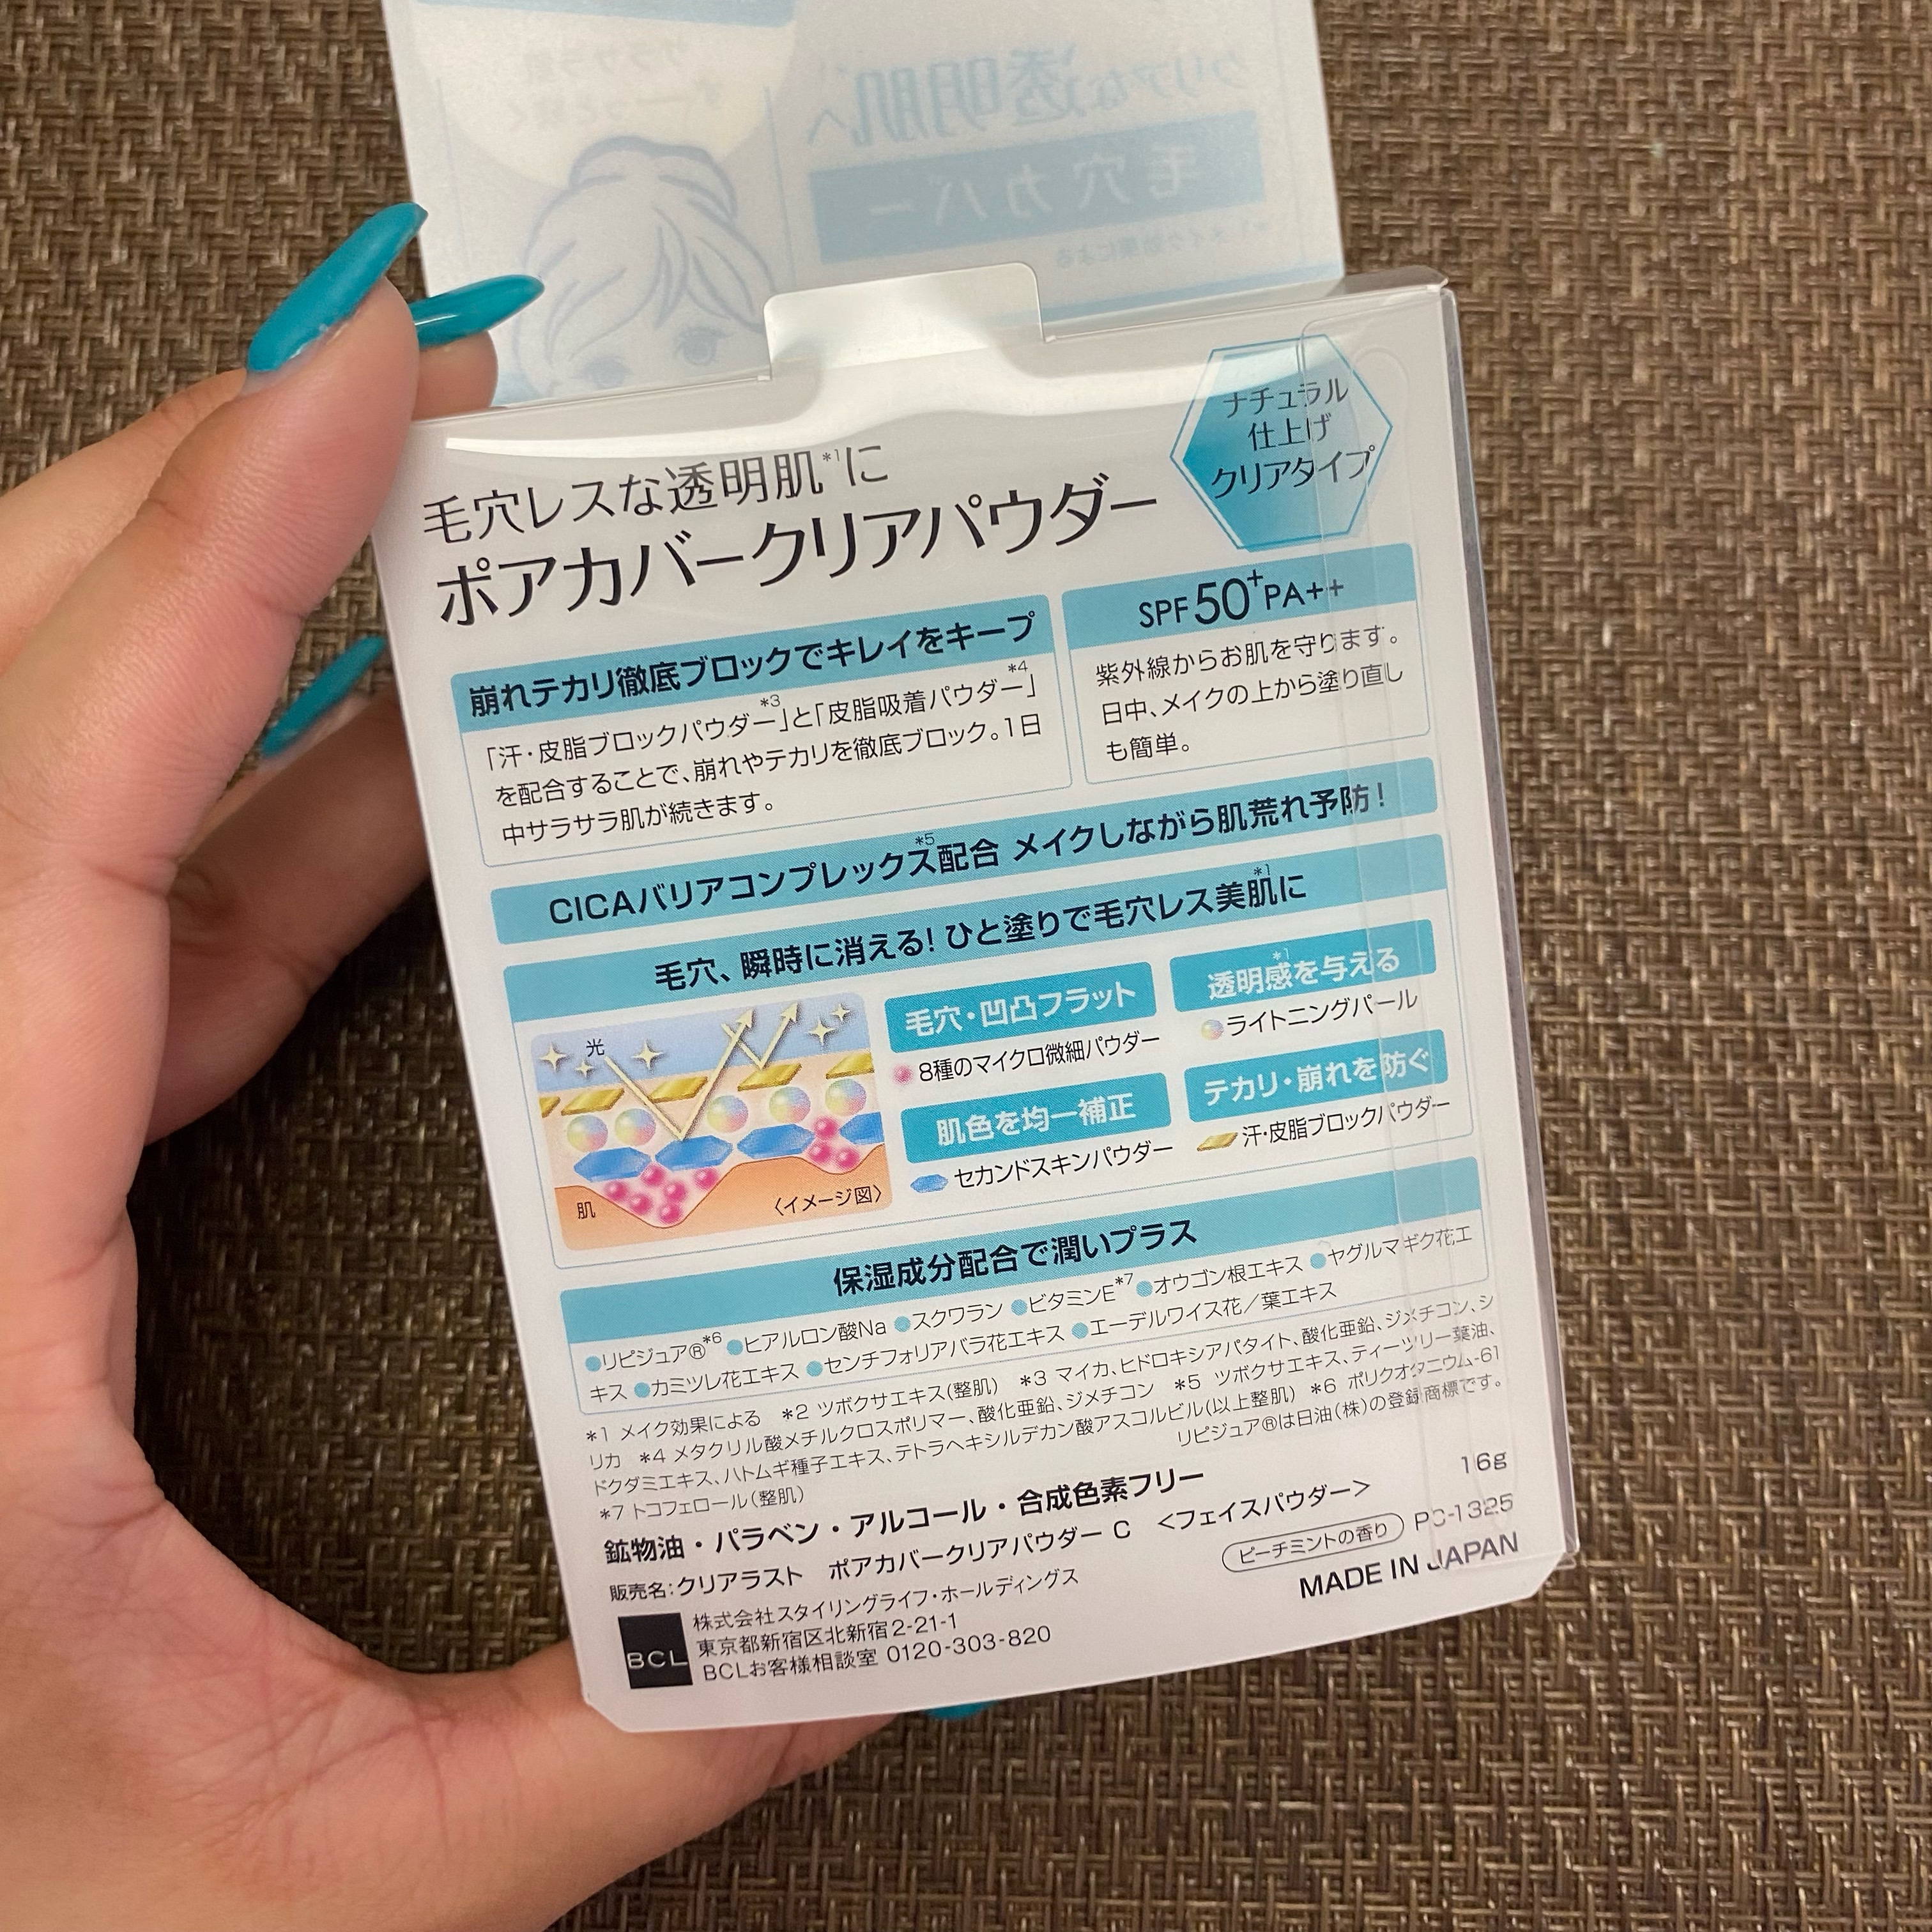 クリアな透明肌へ
毛穴カバー
*1 メイク効果による
毛穴レスな透明肌*1に
ポアカバークリアパウダー
ナチュラル
仕上げ
クリアタイプ
崩れテカリ徹底ブロックでキレイをキープ
「汗・皮脂ブロックパウダー*3」と「皮脂吸着パウダー*4」
を配合することで、崩れやテカリを徹底ブロック。1日
中サラサラ肌が続きます。
SPF50+PA++
紫外線からお肌を守ります。
日中、メイクの上から塗り直し
も簡単。
CICAバリアコンプレックス*5配合 メイクしながら肌荒れ予防!
毛穴、瞬時に消える!ひと塗りで毛穴レス美肌*1に
光
肌
〈イメージ図〉
毛穴・凹凸フラット
8種のマイクロ微細パウダー
透明感*1を与える
ライトニングパール
肌色を均一補正
セカンドスキンパウダー
テカリ・崩れを防ぐ
汗・皮脂ブロックパウダー
保湿成分配合で潤いプラス
●リピジュア®*6 ●ヒアルロン酸Na ●スクワラン ●ビタミンE*7 ●オウゴン根エキス ●ヤグルマギク花エ
キス ●カミツレ花エキス ●センチフォリアバラ花エキス ●エーデルワイス花／葉エキス
*1 メイク効果による *2 ツボクサエキス(整肌) *3 マイカ、ヒドロキシアパタイト、酸化亜鉛、ジメチコン、シ
リカ *4 メタクリル酸メチルクロスポリマー、酸化亜鉛、ジメチコン *5 ツボクサエキス、ティーツリー葉油、
ドクダミエキス、ハトムギ種子エキス、テトラヘキシルデカン酸アスコルビル(以上整肌) *6 ポリクオタニウム-61
*7 トコフェロール(整肌)
リピジュア®は日油(株)の登録商標です。
鉱物油・パラベン・アルコール・合成色素フリー
16g
販売名:クリアラスト ポアカバークリアパウダー C <フェイスパウダー>
ピーチミントの香り PC-1325
MADE IN JAPAN
BCL
株式会社スタイリングライフ・ホールディングス
東京都新宿区北新宿2-21-1
BCLお客様相談室 0120-303-820